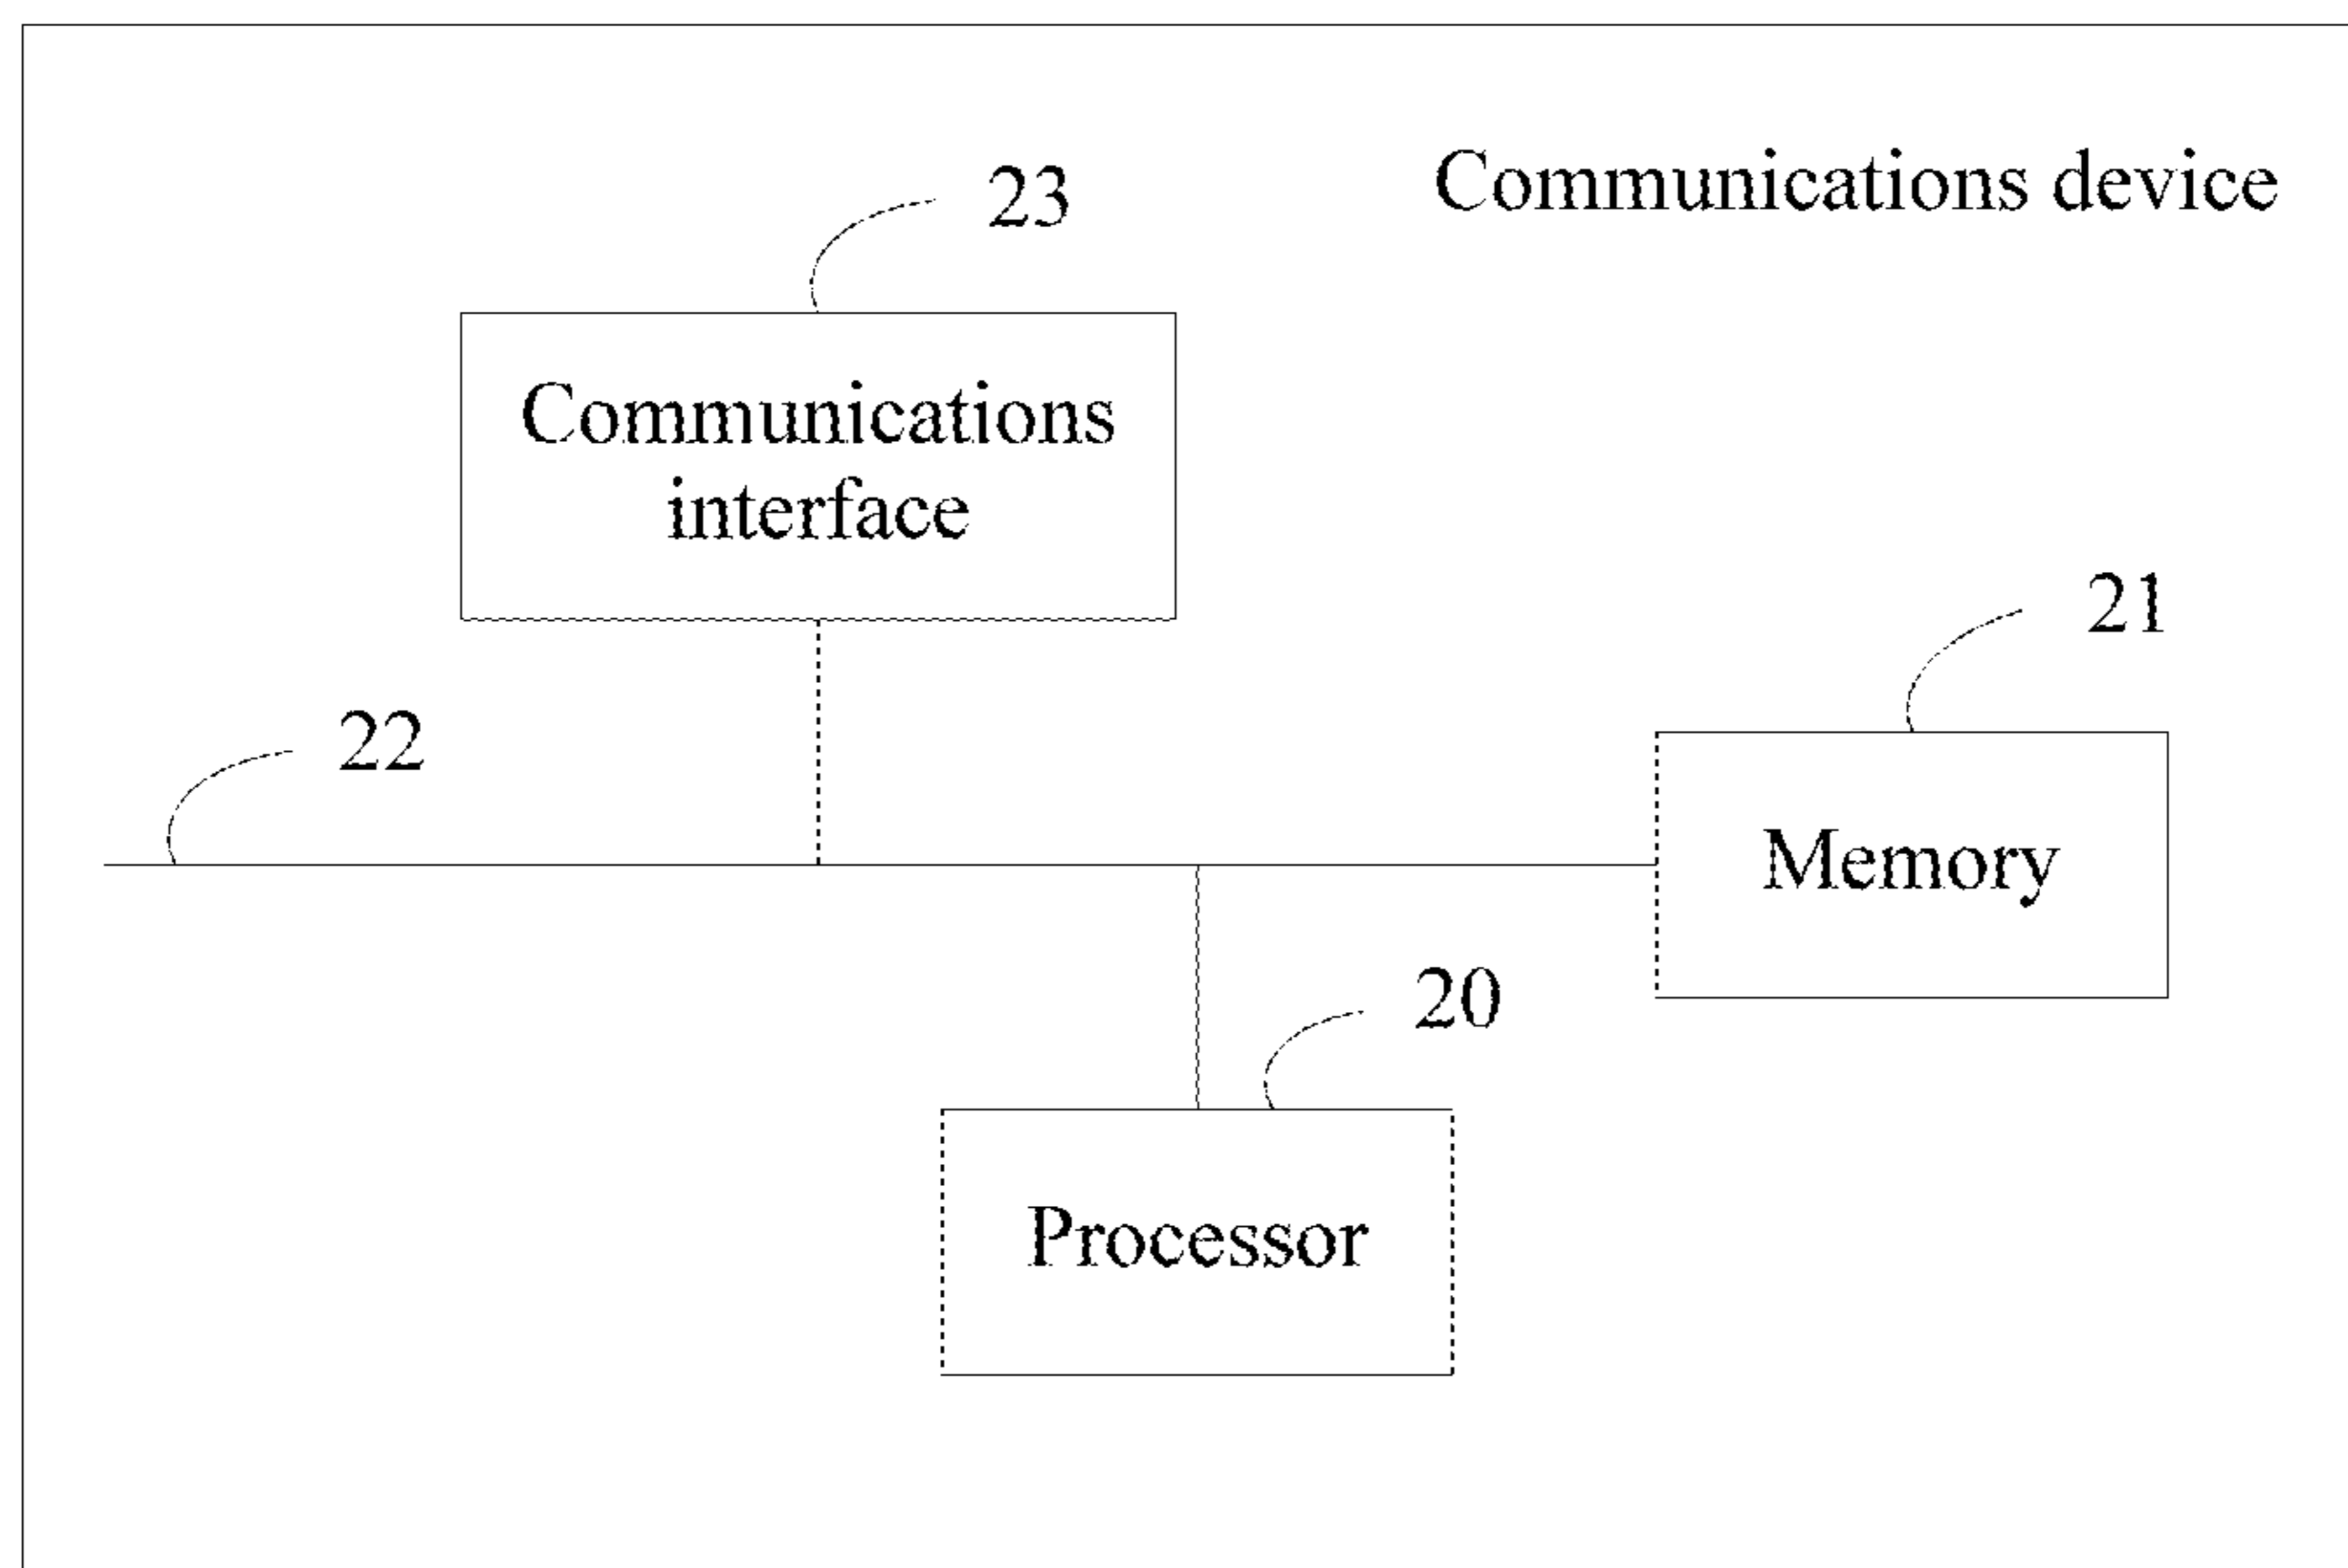 Communications device
23
Communications
interface
21
22
Memory
20
Processor